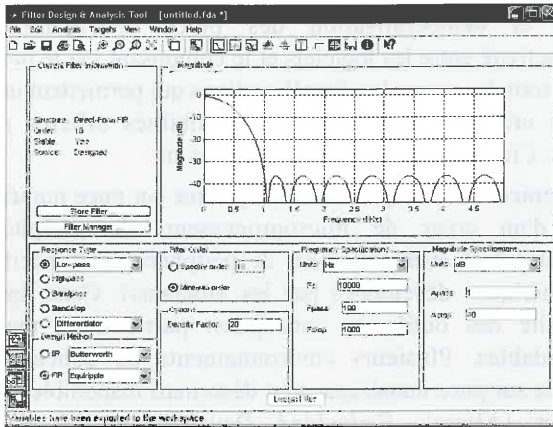 Filter Design & Analysis Tool [untitled.fda *]
File Edit Analysis Targets View Window Help
Current Filter Information
Structure: Direct-Form FIR
Order: 15
Stable: Yes
Source: Designed
Store Filter ...
Filter Manager ...
Magnitude
Magnitude (dB)
0
-10
-20
-30
-40
0 0.5 1 1.5 2 2.5 3 3.5 4 4.5
Frequency (kHz)
Response Type
Lowpass
Highpass
Bandpass
Bandstop
Differentiator
Design Method
IIR Butterworth
FIR Equiripple
Filter Order
Specify order: 10
Minimum order
Options
Density Factor: 20
Frequency Specifications
Units: Hz
Fs: 10000
Fpass: 100
Fstop: 1000
Magnitude Specifications
Units: dB
Apass: 1
Astop: 40
Design Filter
Variables have been exported to the workspace